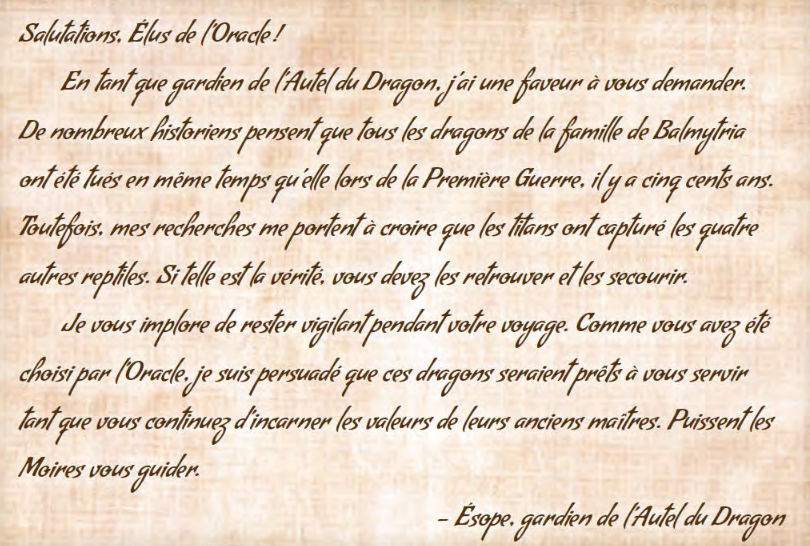 Salutations, Élus de l'Oracle !
En tant que gardien de l'Autel du Dragon, j'ai une faveur à vous demander.
De nombreux historiens pensent que tous les dragons de la famille de Balmytria
ont été tués en même temps qu'elle lors de la Première Guerre, il y a cinq cents ans.
Toutefois, mes recherches me portent à croire que les titans ont capturé les quatre
autres reptiles. Si telle est la vérité, vous devez les retrouver et les secourir.
Je vous implore de rester vigilant pendant votre voyage. Comme vous avez été
choisi par l'Oracle, je suis persuadé que ces dragons seraient prêts à vous servir
tant que vous continuez d'incarner les valeurs de leurs anciens maîtres. Puissent les
Moires vous guider.
– Ésope, gardien de l'Autel du Dragon